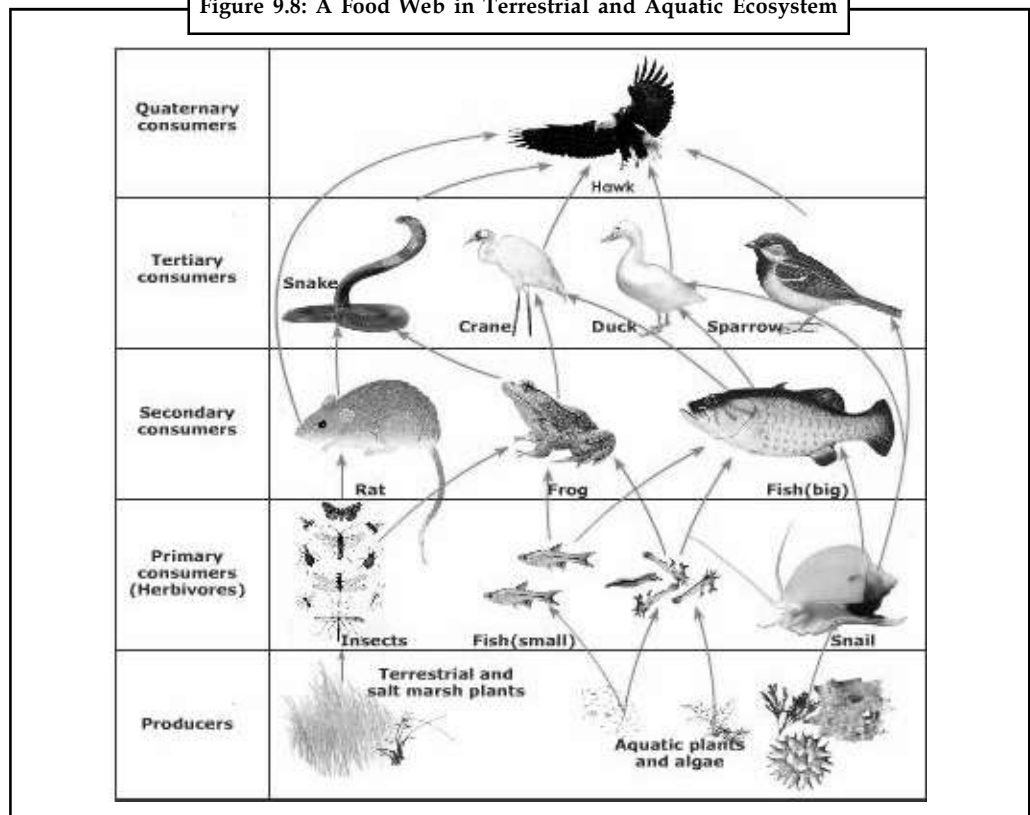 Figure 9.8: A Food Web in Terrestrial and Aquatic Ecosystem
Quaternary
consumers
Hawk
Tertiary
consumers
Snake
Crane
Duck
Sparrow
Secondary
consumers
Rat
Frog
Fish(big)
Primary
consumers
(Herbivores)
Insects
Fish(small)
Snail
Producers
Terrestrial and
salt marsh plants
Aquatic plants
and algae